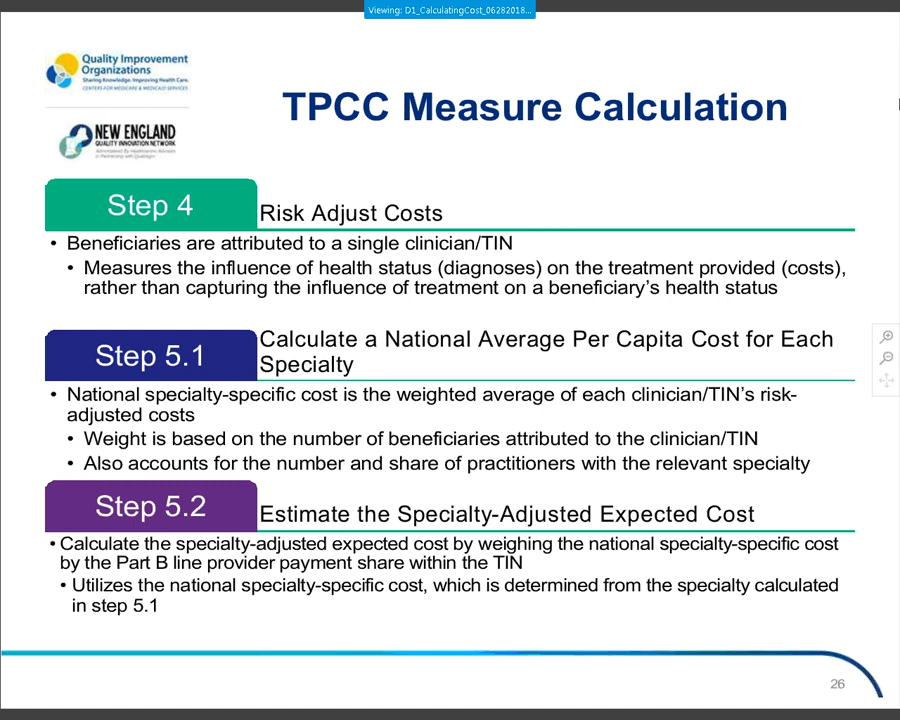 Viewing: D1_CalculatingCost_06282018...
Quality Improvement
Organizations
Sharing Knowledge. Improving Health Care.
CENTERS FOR MEDICARE & MEDICAID SERVICES
TPCC Measure Calculation
NEW ENGLAND
QUALITY INNOVATION NETWORK
Step 4
Risk Adjust Costs
• Beneficiaries are attributed to a single clinician/TIN
• Measures the influence of health status (diagnoses) on the treatment provided (costs),
rather than capturing the influence of treatment on a beneficiary's health status
Step 5.1
Calculate a National Average Per Capita Cost for Each
Specialty
• National specialty-specific cost is the weighted average of each clinician/TIN's risk-
adjusted costs
• Weight is based on the number of beneficiaries attributed to the clinician/TIN
• Also accounts for the number and share of practitioners with the relevant specialty
Step 5.2
Estimate the Specialty-Adjusted Expected Cost
• Calculate the specialty-adjusted expected cost by weighing the national specialty-specific cost
by the Part B line provider payment share within the TIN
• Utilizes the national specialty-specific cost, which is determined from the specialty calculated
in step 5.1
26